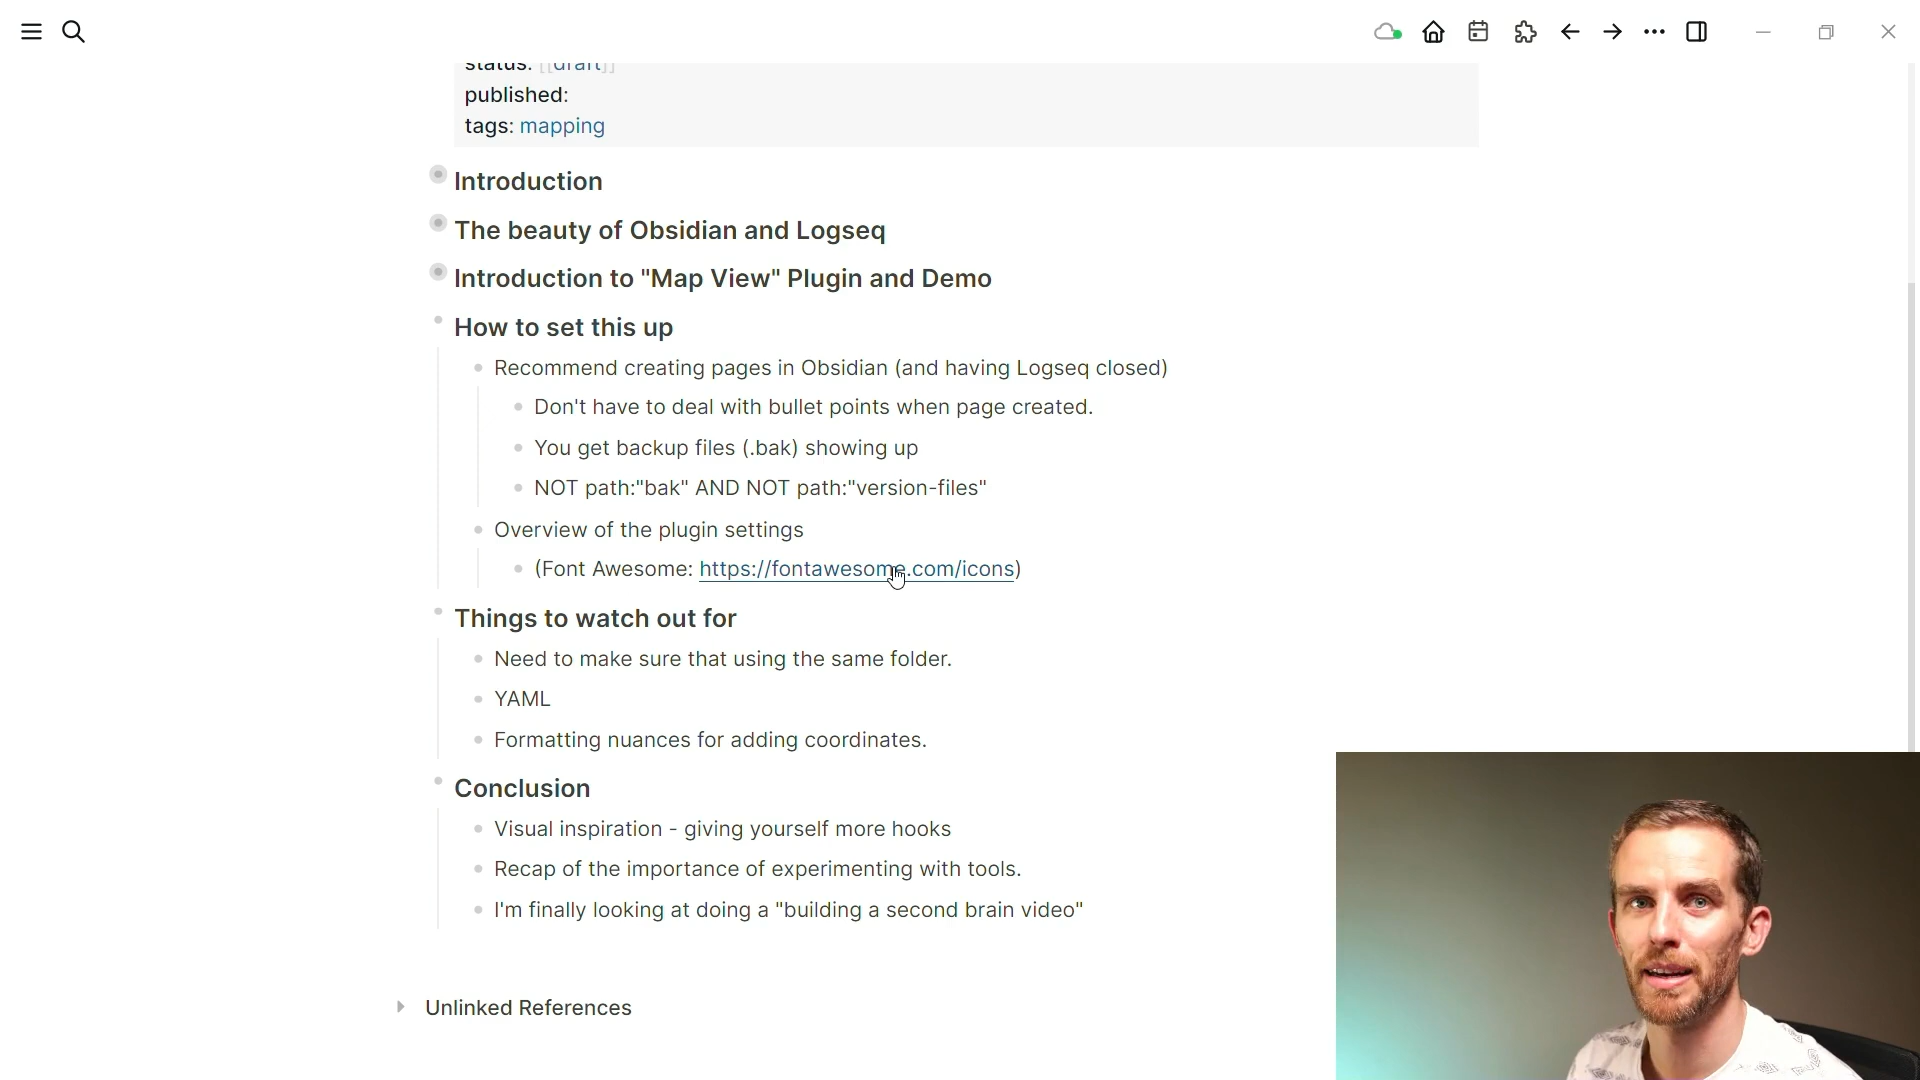 status: [[draft]]
published:
tags: mapping
Introduction
The beauty of Obsidian and Logseq
Introduction to "Map View" Plugin and Demo
How to set this up
Recommend creating pages in Obsidian (and having Logseq closed)
Don't have to deal with bullet points when page created.
You get backup files (.bak) showing up
NOT path:"bak" AND NOT path:"version-files"
Overview of the plugin settings
(Font Awesome: https://fontawesome.com/icons)
Things to watch out for
Need to make sure that using the same folder.
YAML
Formatting nuances for adding coordinates.
Conclusion
Visual inspiration - giving yourself more hooks
Recap of the importance of experimenting with tools.
I'm finally looking at doing a "building a second brain video"
Unlinked References